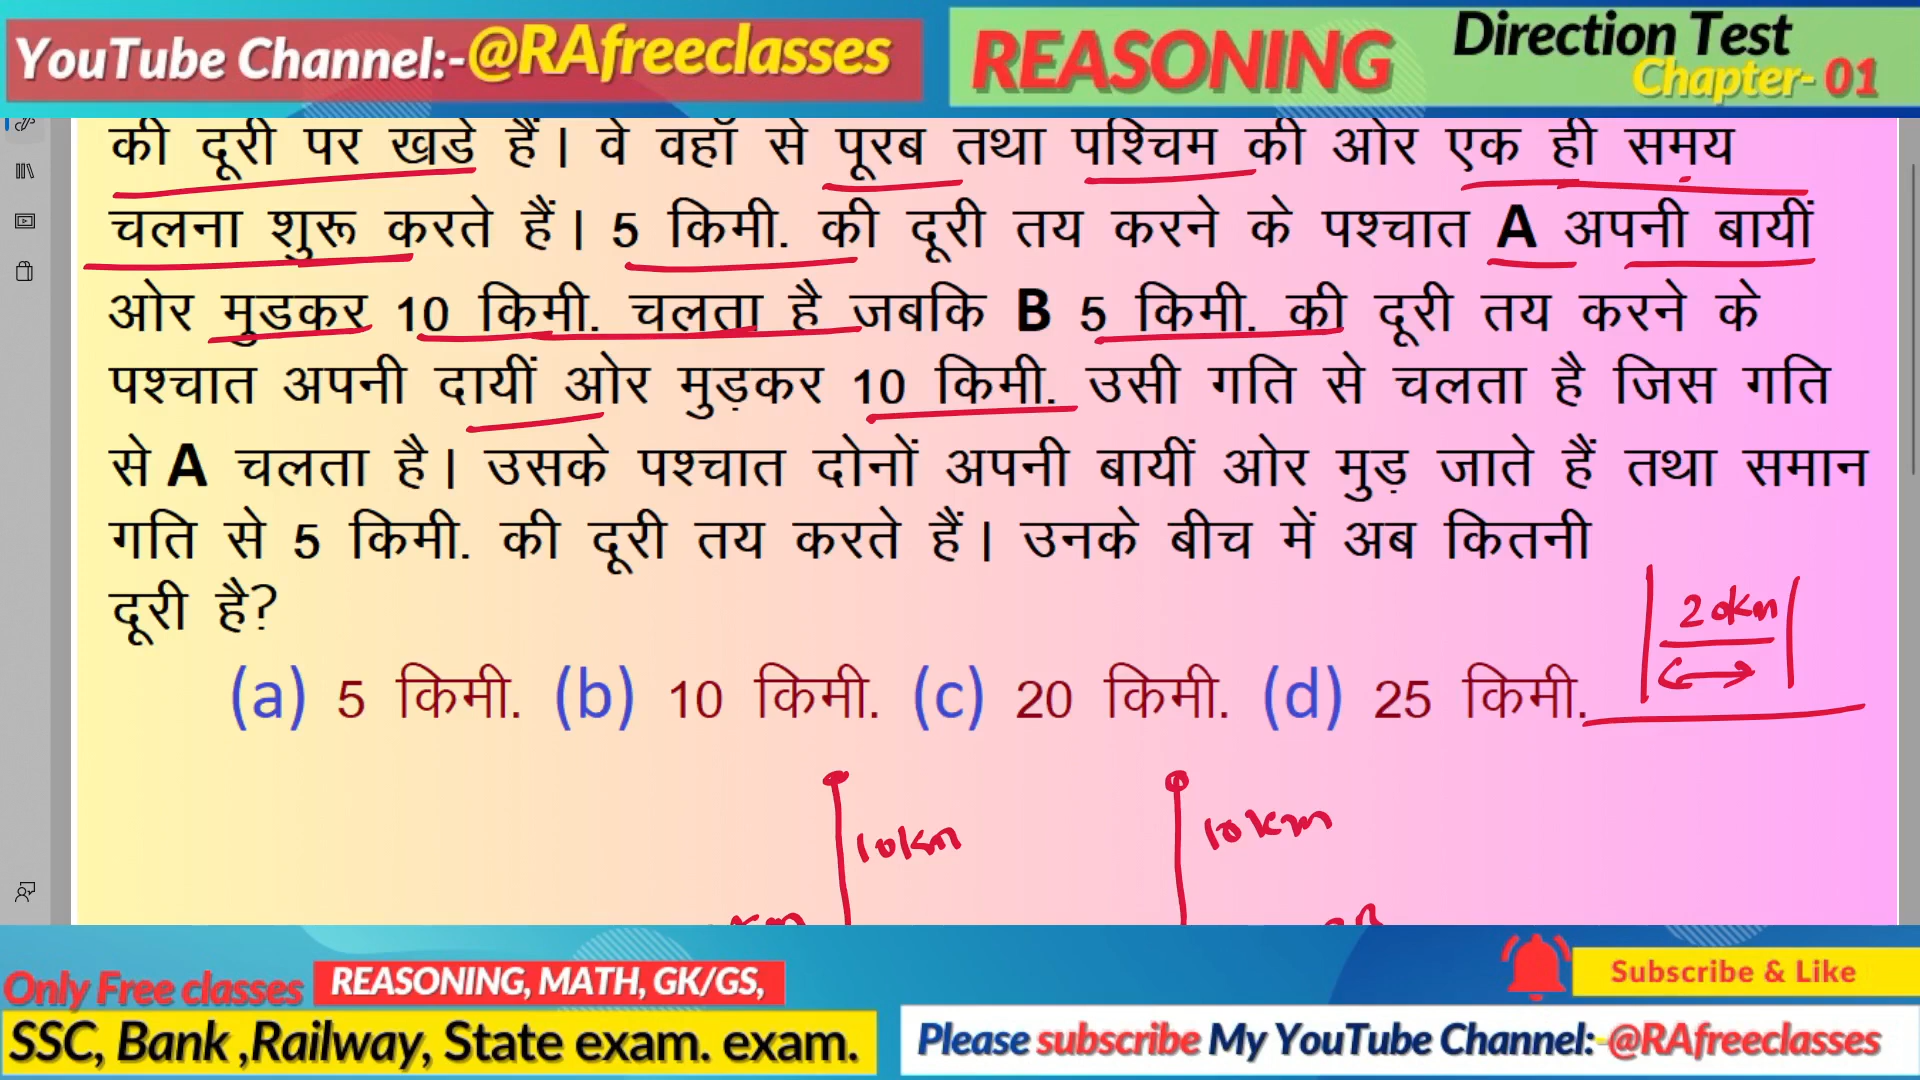 YouTube Channel:-@RAfreeclasses
REASONING
Direction Test
Chapter- 01
की दूरी पर खडे हैं। वे वहॉ से पूरब तथा पश्चिम की ओर एक ही समय
चलना शुरू करते हैं। 5 किमी. की दूरी तय करने के पश्चात A अपनी बायीं
ओर मुडकर 10 किमी. चलता है जबकि B 5 किमी. की दूरी तय करने के
पश्चात अपनी दायीं ओर मुड़कर 10 किमी. उसी गति से चलता है जिस गति
से A चलता है। उसके पश्चात दोनों अपनी बायीं ओर मुड़ जाते हैं तथा समान
गति से 5 किमी. की दूरी तय करते हैं। उनके बीच में अब कितनी
दूरी है?
20km
(a) 5 किमी. (b) 10 किमी. (c) 20 किमी. (d) 25 किमी.
10km
10km
Only Free classes
REASONING, MATH, GK/GS,
Subscribe & Like
SSC, Bank ,Railway, State exam. exam.
Please subscribe My YouTube Channel:-@RAfreeclasses